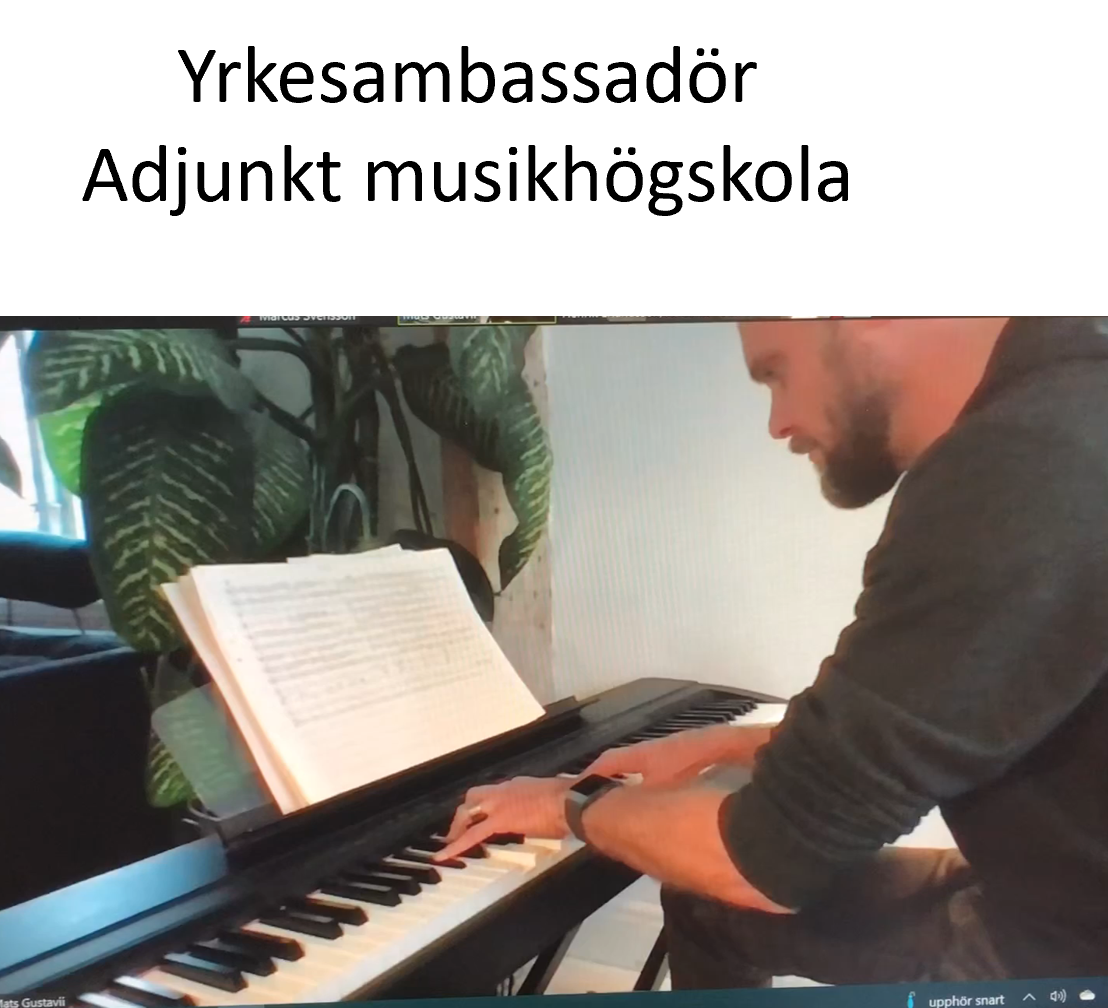 Yrkesambassadör
Adjunkt musikhögskola
Marcus Svensson
Mats Gustavii
Mats Gustavii
upphör snart